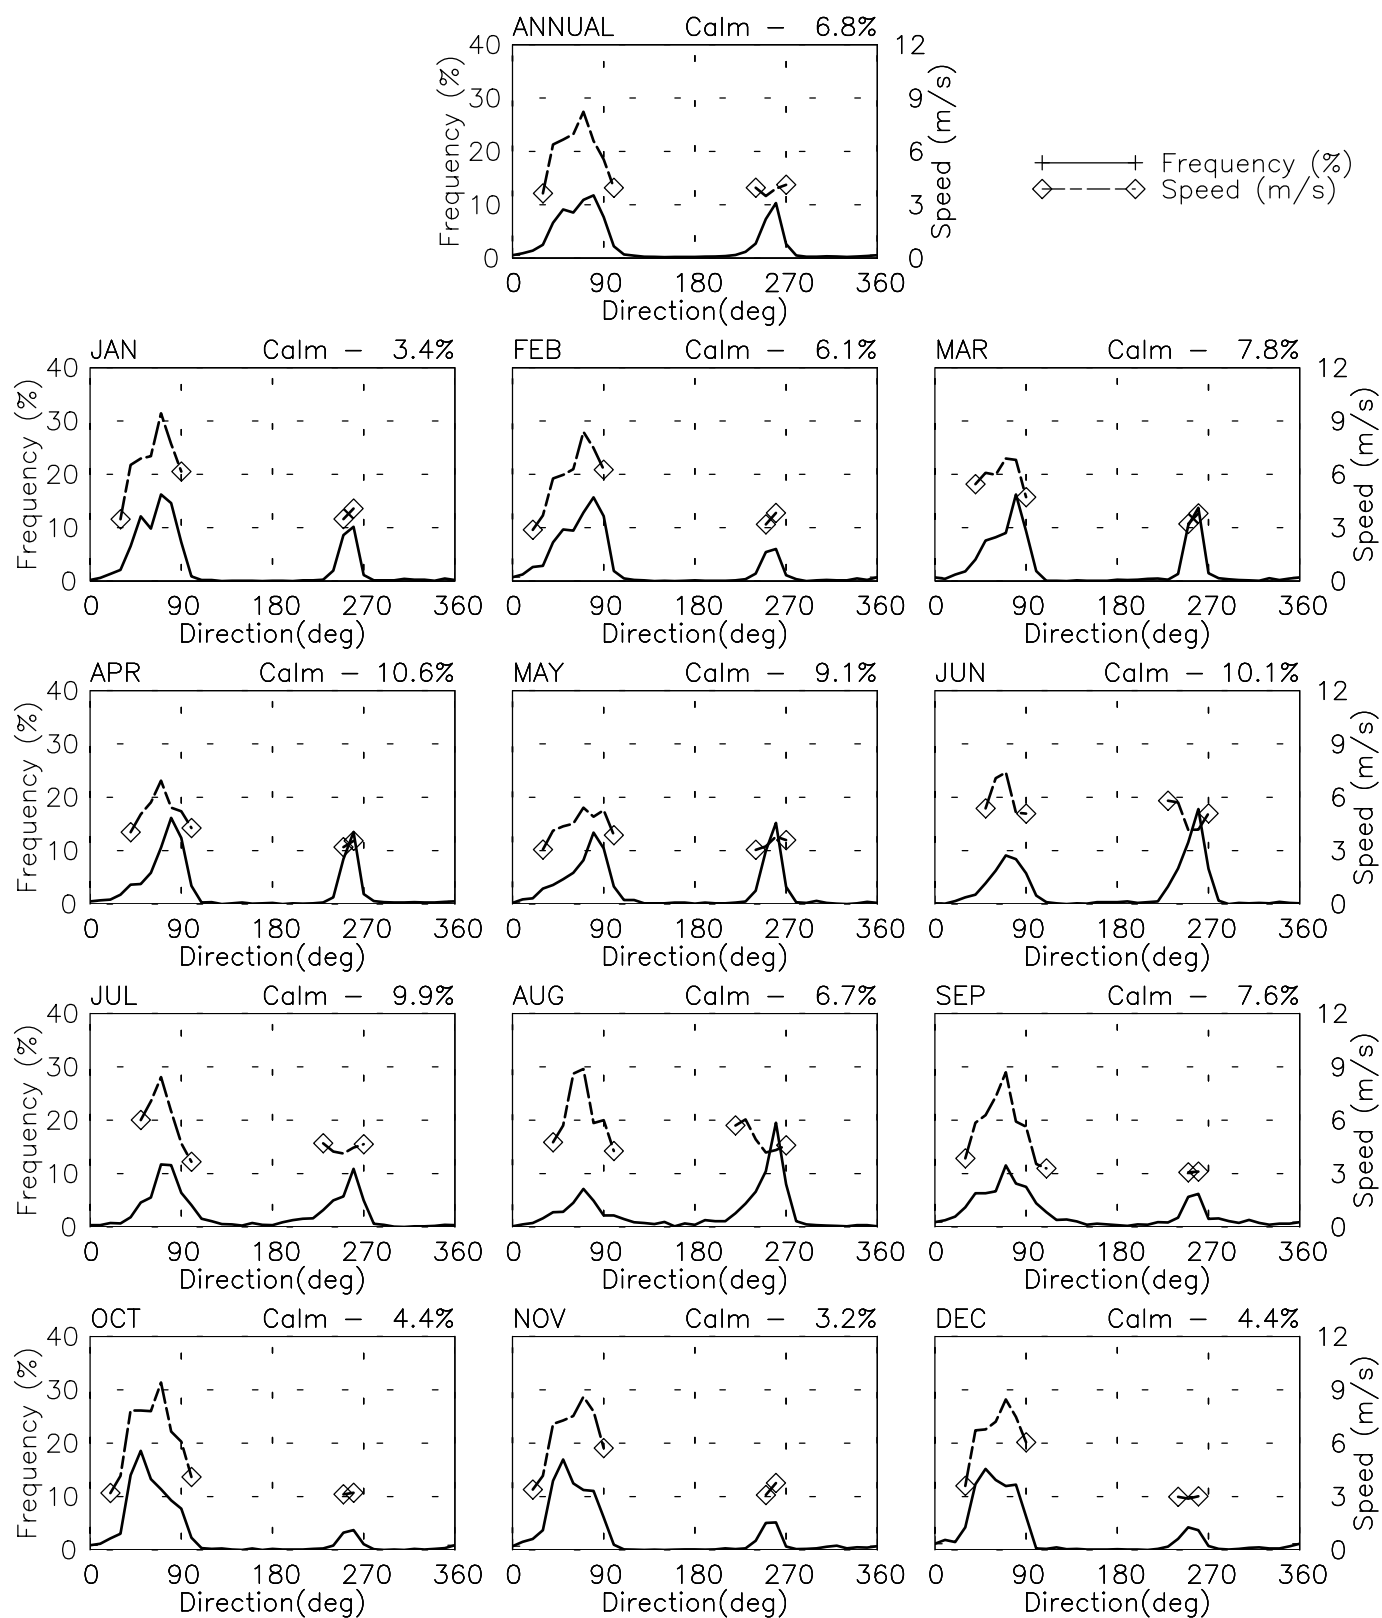 ANNUAL Calm – 6.8%
40 12
30 9
20 6
10 3
0 0
Frequency (%)
Speed (m/s)
0 90 180 270 360
Direction(deg)
Frequency (%)
Speed (m/s)
JAN Calm – 3.4% FEB Calm – 6.1% MAR Calm – 7.8%
40 12
30 9
20 6
10 3
0 0
Frequency (%)
Speed (m/s)
0 90 180 270 360 0 90 180 270 360 0 90 180 270 360
Direction(deg) Direction(deg) Direction(deg)
APR Calm – 10.6% MAY Calm – 9.1% JUN Calm – 10.1%
40 12
30 9
20 6
10 3
0 0
Frequency (%)
Speed (m/s)
0 90 180 270 360 0 90 180 270 360 0 90 180 270 360
Direction(deg) Direction(deg) Direction(deg)
JUL Calm – 9.9% AUG Calm – 6.7% SEP Calm – 7.6%
40 12
30 9
20 6
10 3
0 0
Frequency (%)
Speed (m/s)
0 90 180 270 360 0 90 180 270 360 0 90 180 270 360
Direction(deg) Direction(deg) Direction(deg)
OCT Calm – 4.4% NOV Calm – 3.2% DEC Calm – 4.4%
40 12
30 9
20 6
10 3
0 0
Frequency (%)
Speed (m/s)
0 90 180 270 360 0 90 180 270 360 0 90 180 270 360
Direction(deg) Direction(deg) Direction(deg)